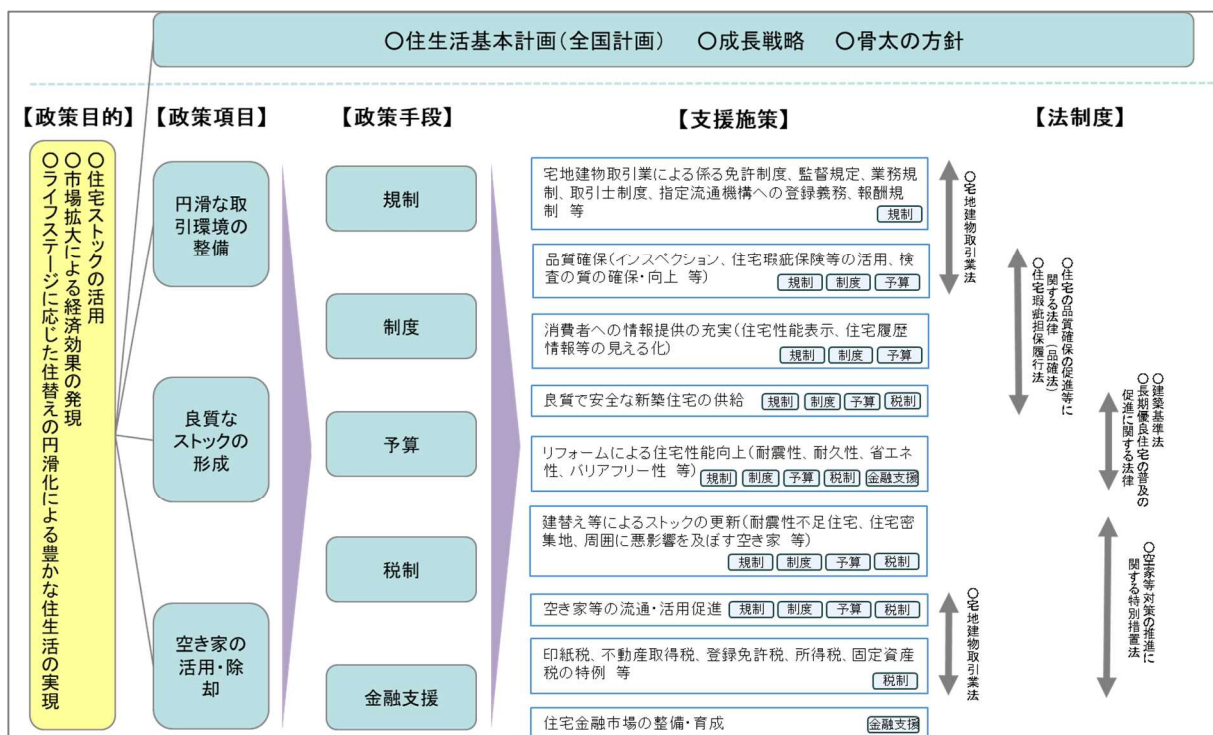 〇住生活基本計画(全国計画)　〇成長戦略　〇骨太の方針
【政策目的】
【政策項目】
【政策手段】
【支援施策】
【法制度】
〇住宅ストックの活用
〇市場拡大による経済効果の発現
〇ライフステージに応じた住替えの円滑化による豊かな住生活の実現
円滑な取
引環境の
整備
良質な
ストックの
形成
空き家の
活用・除
却
規制
制度
予算
税制
金融支援
宅地建物取引業による係る免許制度、監督規定、業務規
制、取引士制度、指定流通機構への登録義務、報酬規
制 等
規制
品質確保(インスペクション、住宅瑕疵保険等の活用、検
査の質の確保・向上 等)
規制 制度 予算
消費者への情報提供の充実(住宅性能表示、住宅履歴
情報等の見える化)
規制 制度 予算
良質で安全な新築住宅の供給 規制 制度 予算 税制
リフォームによる住宅性能向上(耐震性、耐久性、省エネ
性、バリアフリー性 等) 規制 制度 予算 税制 金融支援
建替え等によるストックの更新(耐震性不足住宅、住宅密
集地、周囲に悪影響を及ぼす空き家 等)
規制 制度 予算 税制
空き家等の流通・活用促進 規制 制度 予算 税制
印紙税、不動産取得税、登録免許税、所得税、固定資産
税の特例 等
税制
住宅金融市場の整備・育成 金融支援
〇宅地建物取引業法
〇住宅の品質確保の促進等に
関する法律(品確法)
〇住宅瑕疵担保履行法
〇建築基準法
〇長期優良住宅の普及の
促進に関する法律
〇宅地建物取引業法
〇空家等対策の推進に
関する特別措置法